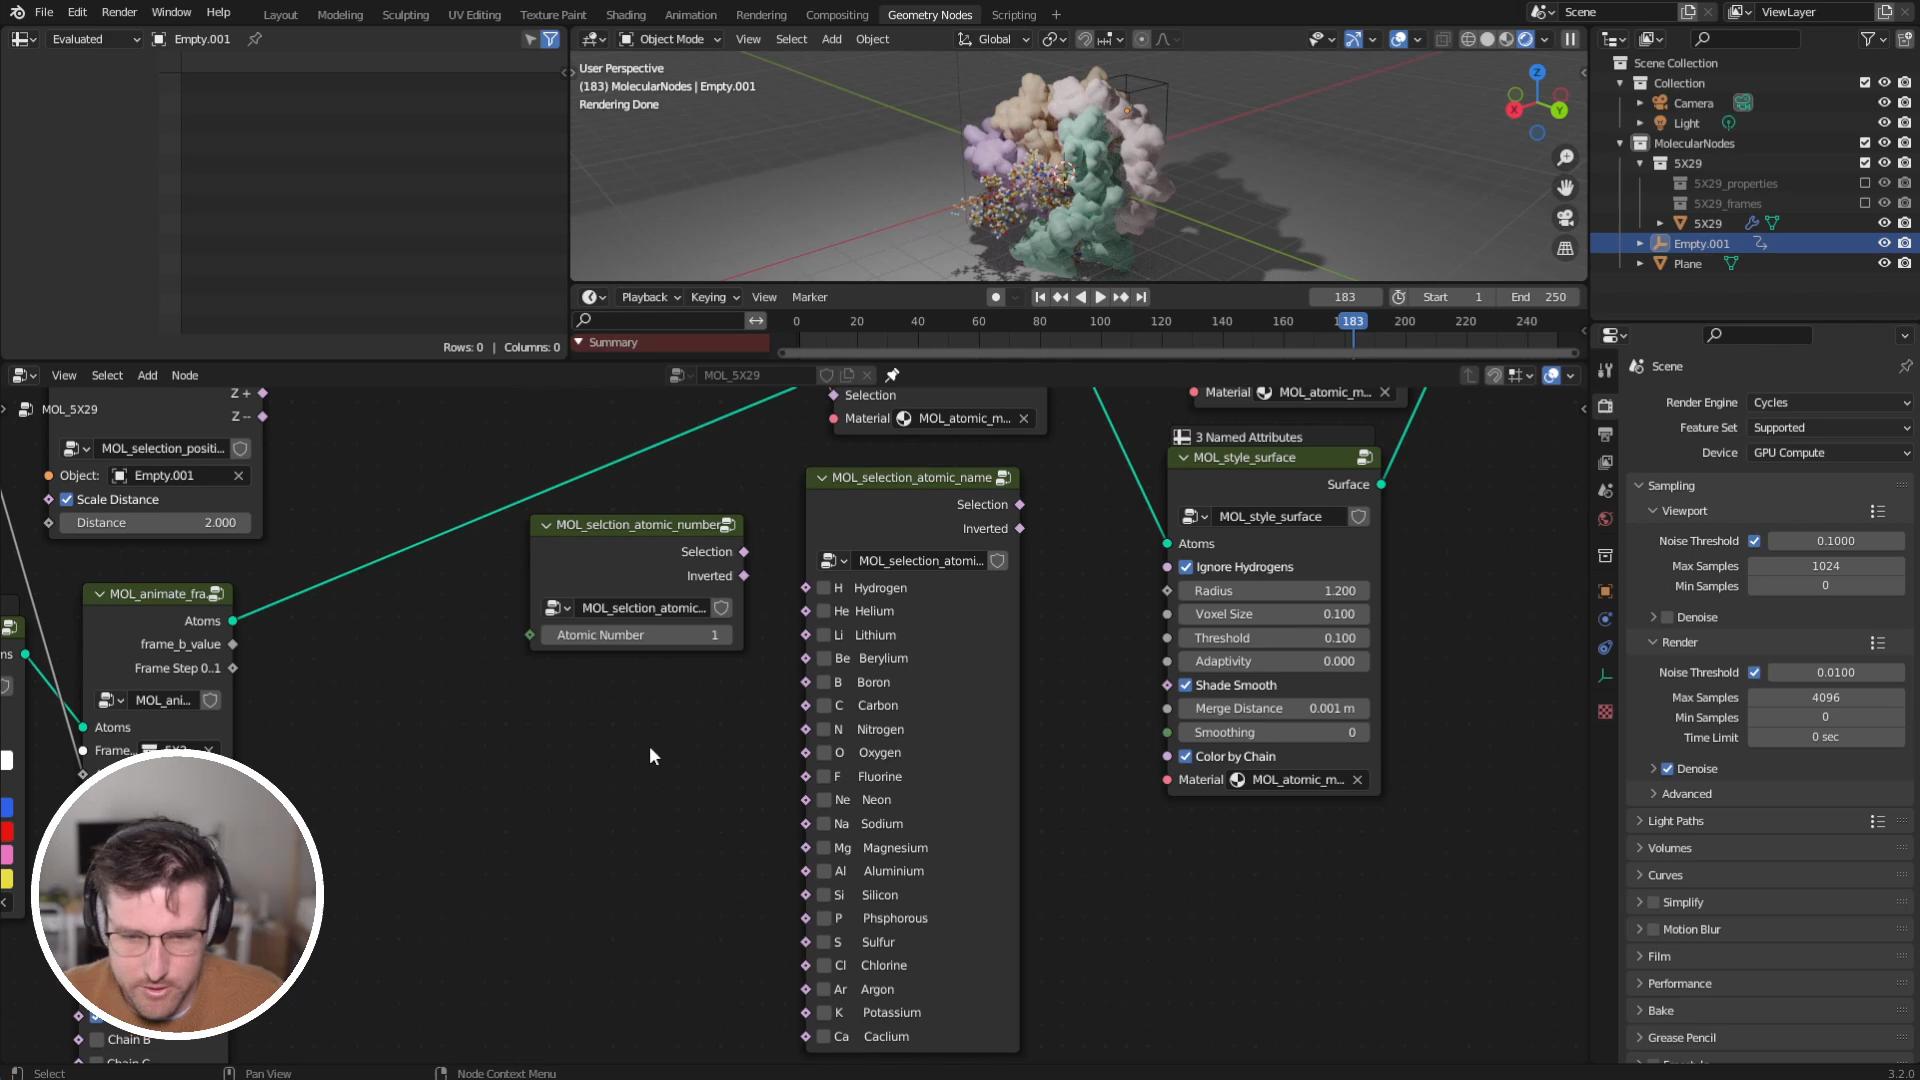 File Edit Render Window Help Layout Modeling Sculpting UV Editing Texture Paint Shading Animation Rendering Compositing Geometry Nodes Scripting + Scene ViewLayer
Evaluated Empty.001
Object Mode View Select Add Object Global
User Perspective
(183) MolecularNodes | Empty.001
Rendering Done
Z
X
Y
Scene Collection
Collection
Camera
Light
MolecularNodes
5X29
5X29_properties
5X29_frames
5X29
Empty.001
Plane
Playback Keying View Marker 183 Start 1 End 250
0 20 40 60 80 100 120 140 160 183 200 220 240
Summary
Rows: 0 | Columns: 0
View Select Add Node MOL_5X29
MOL_5X29
Z +
Z --
MOL_selection_positi...
Object: Empty.001
Scale Distance
Distance 2.000
MOL_animate_fra.
Atoms
frame_b_value
Frame Step 0..1
MOL_ani...
Atoms
Frame...
Chain B
MOL_selction_atomic_number
Selection
Inverted
MOL_selction_atomic...
Atomic Number 1
Selection
Material MOL_atomic_m...
MOL_selection_atomic_name
Selection
Inverted
MOL_selection_atomi...
H Hydrogen
He Helium
Li Lithium
Be Berylium
B Boron
C Carbon
N Nitrogen
O Oxygen
F Fluorine
Ne Neon
Na Sodium
Mg Magnesium
Al Aluminium
Si Silicon
P Phsphorous
S Sulfur
Cl Chlorine
Ar Argon
K Potassium
Ca Caclium
Material MOL_atomic_m...
3 Named Attributes
MOL_style_surface
Surface
MOL_style_surface
Atoms
Ignore Hydrogens
Radius 1.200
Voxel Size 0.100
Threshold 0.100
Adaptivity 0.000
Shade Smooth
Merge Distance 0.001 m
Smoothing 0
Color by Chain
Material MOL_atomic_m...
Scene
Render Engine Cycles
Feature Set Supported
Device GPU Compute
Sampling
Viewport
Noise Threshold 0.1000
Max Samples 1024
Min Samples 0
Denoise
Render
Noise Threshold 0.0100
Max Samples 4096
Min Samples 0
Time Limit 0 sec
Denoise
Advanced
Light Paths
Volumes
Curves
Simplify
Motion Blur
Film
Performance
Bake
Grease Pencil
Select Pan View Node Context Menu 3.2.0